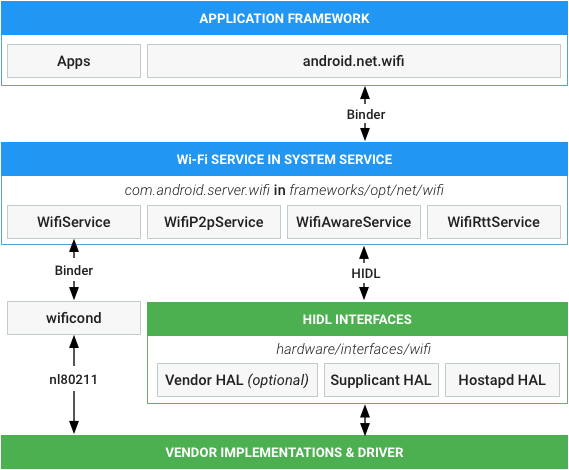 APPLICATION FRAMEWORK
Apps
android.net.wifi
Binder
Wi-Fi SERVICE IN SYSTEM SERVICE
com.android.server.wifi in frameworks/opt/net/wifi
WifiService
WifiP2pService
WifiAwareService
WifiRttService
Binder
HIDL
wificond
HIDL INTERFACES
hardware/interfaces/wifi
Vendor HAL (optional)
Supplicant HAL
Hostapd HAL
nl80211
VENDOR IMPLEMENTATIONS & DRIVER